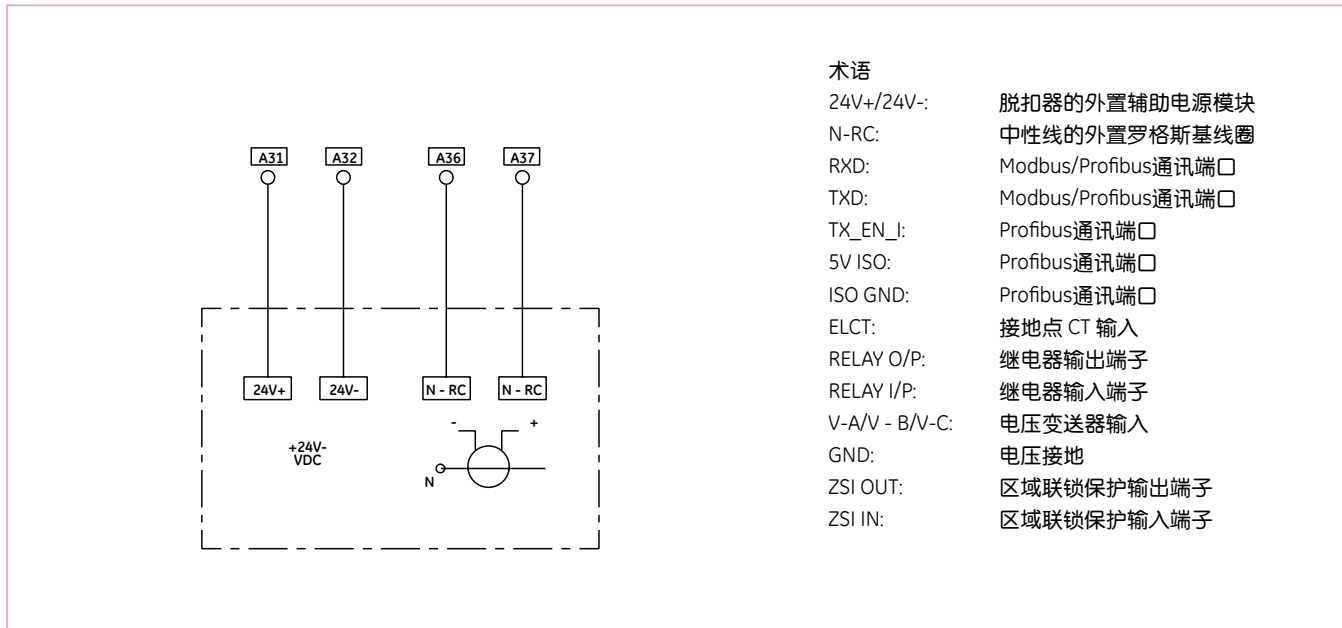 A31 A32 A36 A37
24V+ 24V- N - RC N - RC
- +
+24V-
VDC
N
术语
24V+/24V-: 脱扣器的外置辅助电源模块
N-RC: 中性线的外置罗格斯基线圈
RXD: Modbus/Profibus通讯端口
TXD: Modbus/Profibus通讯端口
TX_EN_I: Profibus通讯端口
5V ISO: Profibus通讯端口
ISO GND: Profibus通讯端口
ELCT: 接地点 CT 输入
RELAY O/P: 继电器输出端子
RELAY I/P: 继电器输入端子
V-A/V - B/V-C: 电压变送器输入
GND: 电压接地
ZSI OUT: 区域联锁保护输出端子
ZSI IN: 区域联锁保护输入端子